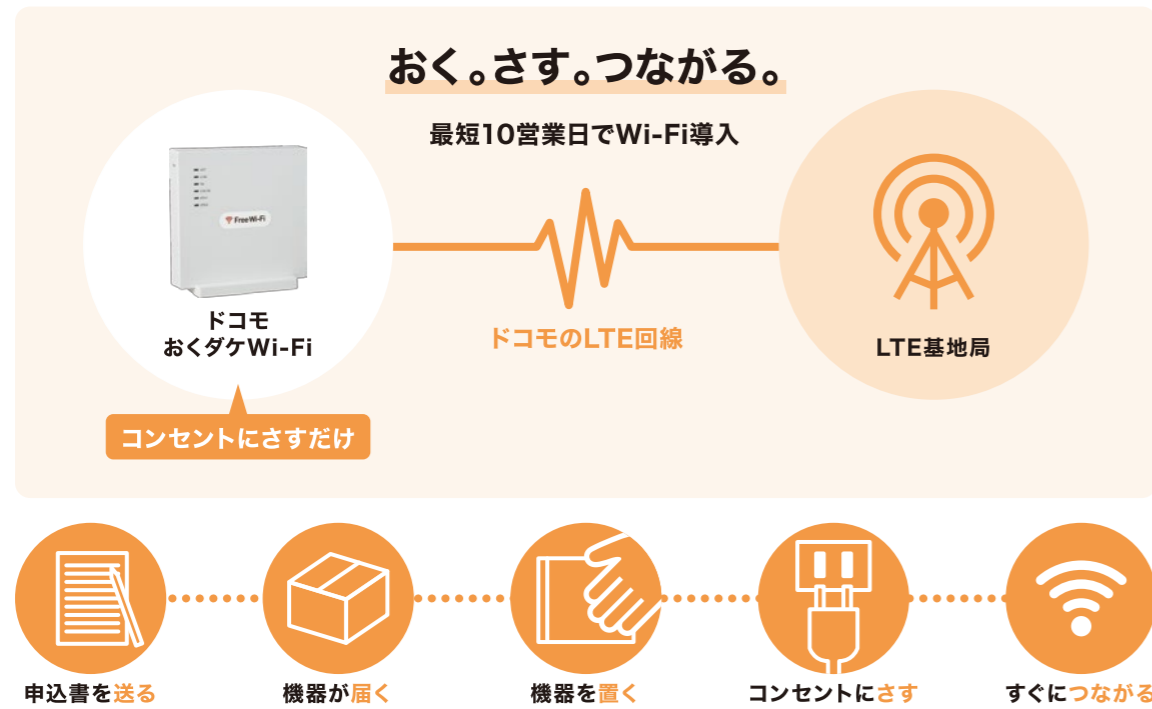 おく。さす。つながる。
最短10営業日でWi-Fi導入
Free Wi-Fi
ドコモ
おくダケWi-Fi
ドコモのLTE回線
LTE基地局
コンセントにさすだけ
申込書を送る
機器が届く
機器を置く
コンセントにさす
すぐにつながる